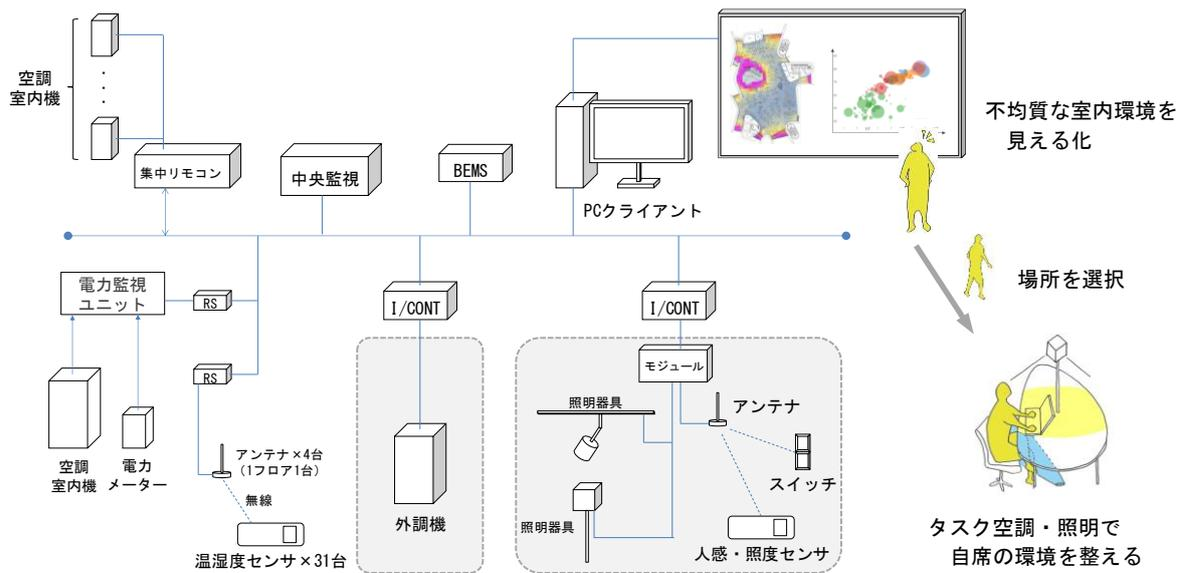 空調
室内機
集中リモコン
中央監視
BEMS
PCクライアント
不均質な室内環境を
見える化
場所を選択
電力監視
ユニット
RS
RS
I/CONT
I/CONT
モジュール
空調
室内機
電力
メーター
アンテナ×4台
(1フロア1台)
無線
温湿度センサ×31台
外調機
照明器具
アンテナ
スイッチ
照明器具
人感・照度センサ
タスク空調・照明で
自席の環境を整える